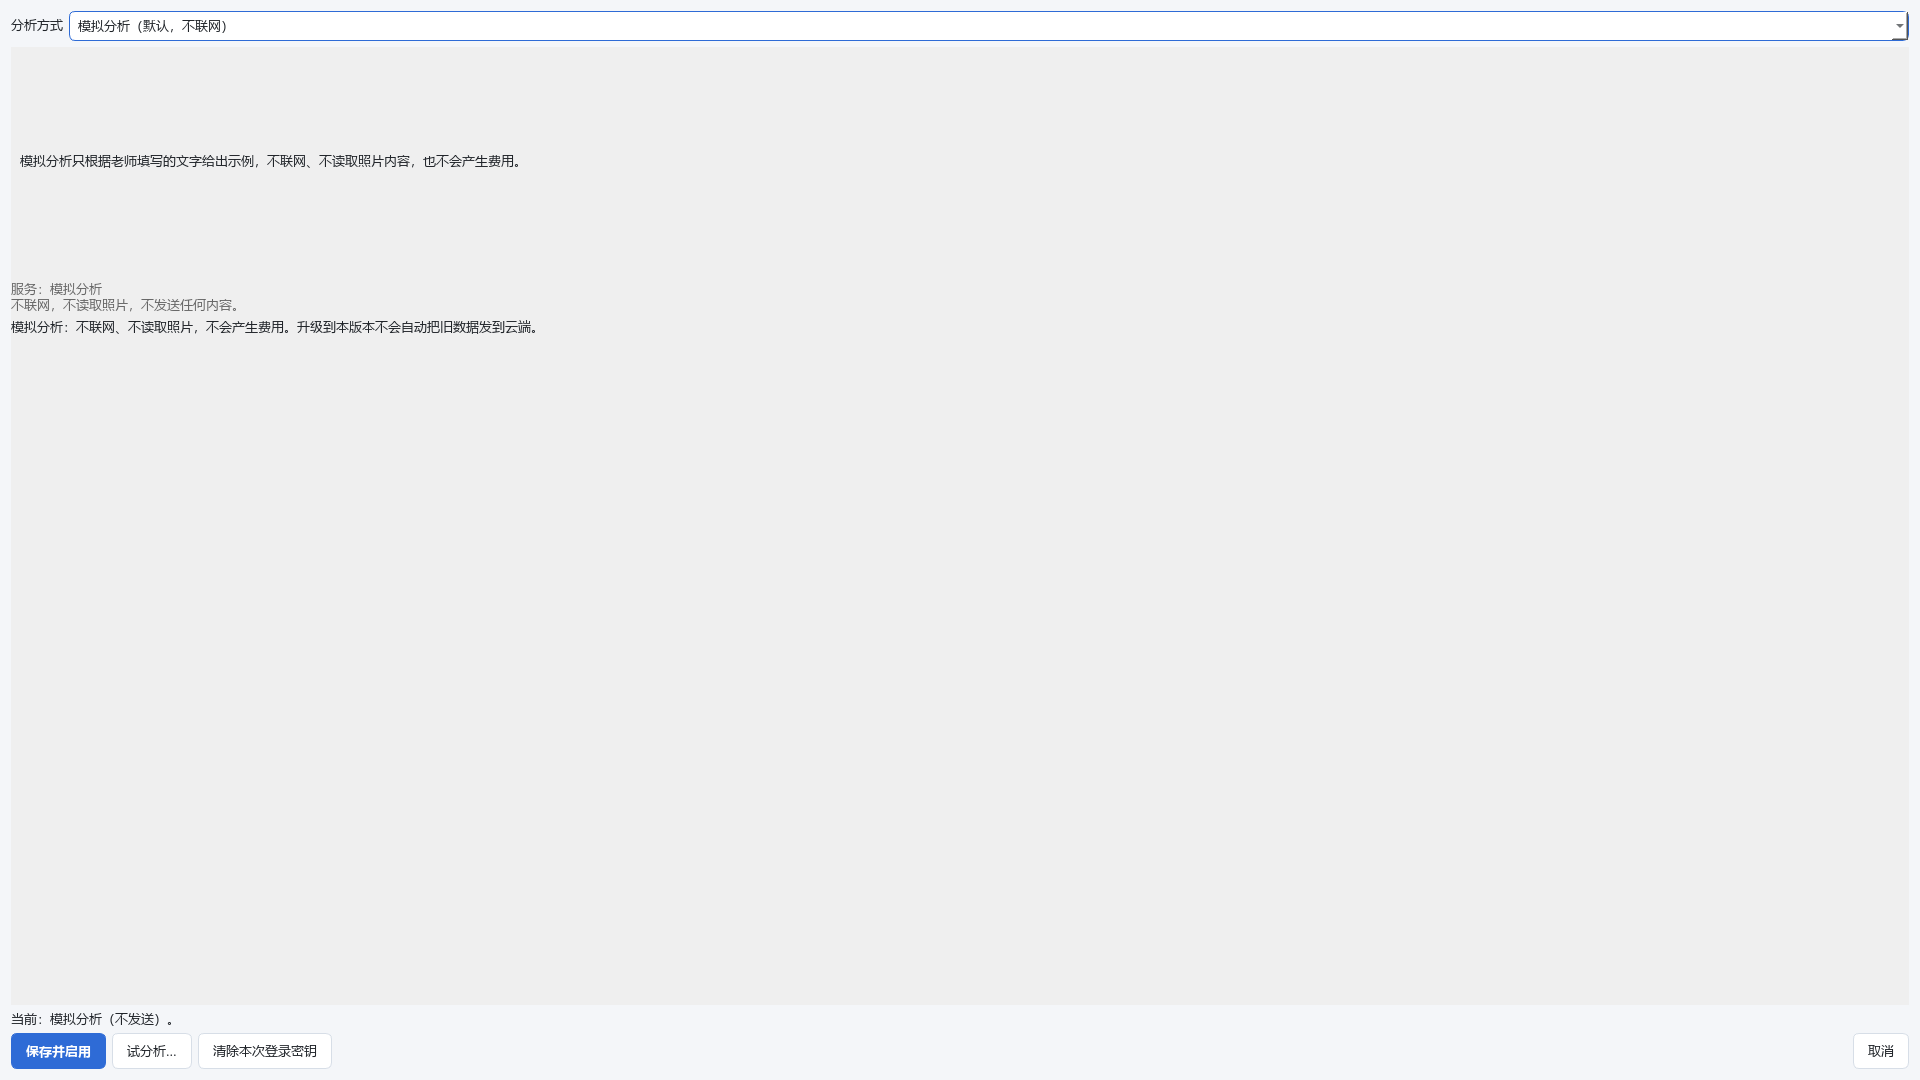 分析方式 模拟分析（默认，不联网）
模拟分析只根据老师填写的文字给出示例，不联网、不读取照片内容，也不会产生费用。
服务：模拟分析
不联网，不读取照片，不发送任何内容。
模拟分析：不联网、不读取照片，不会产生费用。升级到本版本不会自动把旧数据发到云端。
当前：模拟分析（不发送）。
保存并启用 试分析... 清除本次登录密钥 取消